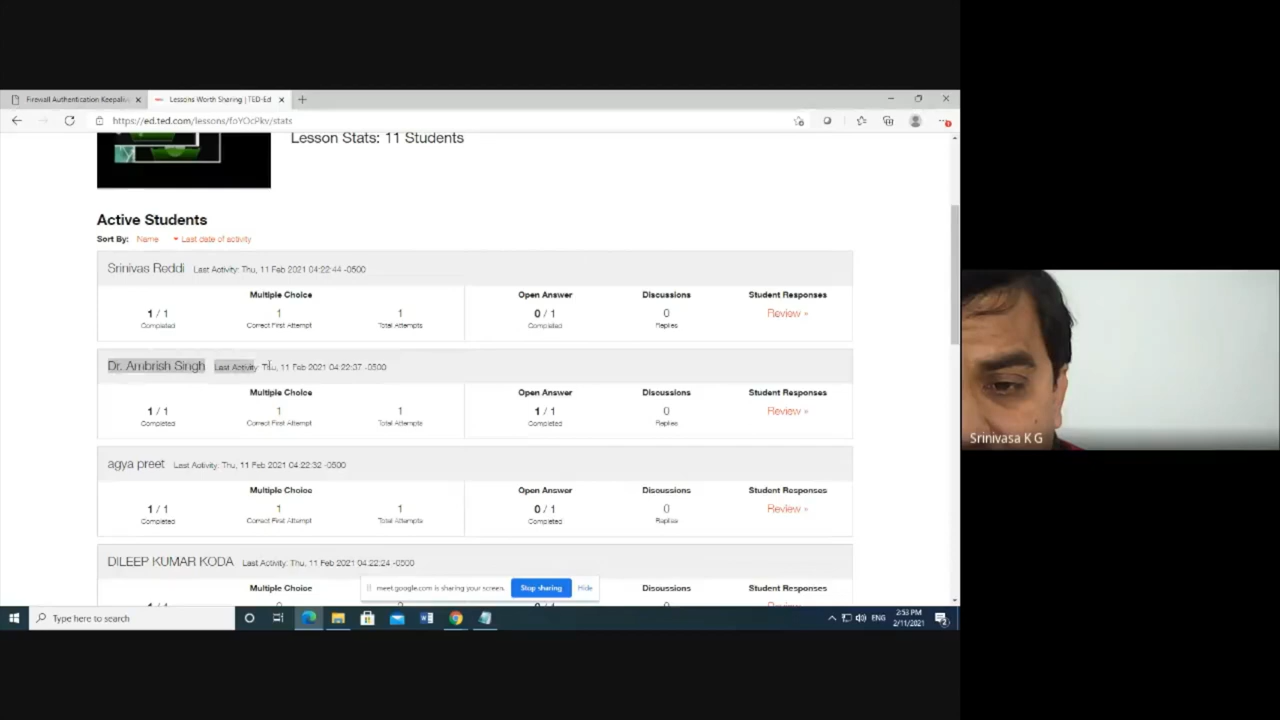 Firewall Authentication Keepaliv
Lessons Worth Sharing | TED-Ed
https://ed.ted.com/lessons/foYOcPkv/stats
Lesson Stats: 11 Students
Active Students
Sort By: Name Last date of activity
Srinivas Reddi Last Activity: Thu, 11 Feb 2021 04:22:44 -0500
Multiple Choice Open Answer Discussions Student Responses
1 / 1 1 1 0 / 1 0 Review »
Completed Correct First Attempt Total Attempts Completed Replies
Dr. Ambrish Singh Last Activity: Thu, 11 Feb 2021 04:22:37 -0500
Multiple Choice Open Answer Discussions Student Responses
1 / 1 1 1 1 / 1 0 Review »
Completed Correct First Attempt Total Attempts Completed Replies
agya preet Last Activity: Thu, 11 Feb 2021 04:22:32 -0500
Multiple Choice Open Answer Discussions Student Responses
1 / 1 1 1 0 / 1 0 Review »
Completed Correct First Attempt Total Attempts Completed Replies
DILEEP KUMAR KODA Last Activity: Thu, 11 Feb 2021 04:22:24 -0500
Multiple Choice Open Answer Discussions Student Responses
meet.google.com is sharing your screen. Stop sharing Hide
Type here to search
ENG
2:53 PM
2/11/2021
Srinivasa K G